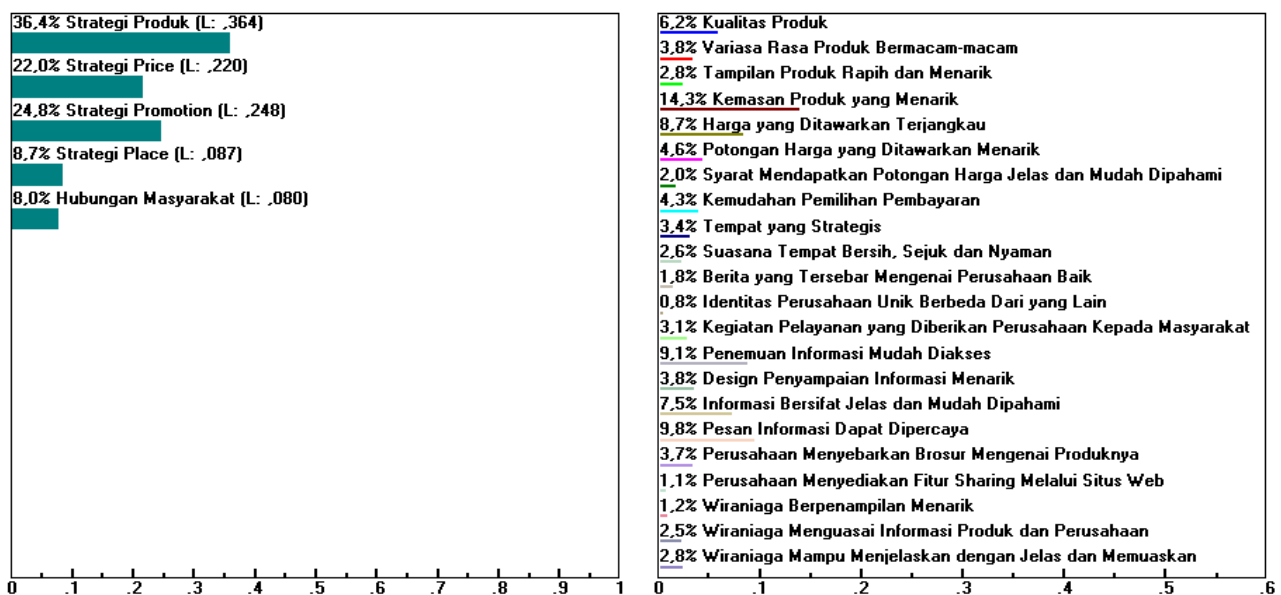 36,4% Strategi Produk (L: ,364)
22,0% Strategi Price (L: ,220)
24,8% Strategi Promotion (L: ,248)
8,7% Strategi Place (L: ,087)
8,0% Hubungan Masyarakat (L: ,080)
0 .1 .2 .3 .4 .5 .6 .7 .8 .9 1
6,2% Kualitas Produk
3,8% Variasa Rasa Produk Bermacam-macam
2,8% Tampilan Produk Rapih dan Menarik
14,3% Kemasan Produk yang Menarik
8,7% Harga yang Ditawarkan Terjangkau
4,6% Potongan Harga yang Ditawarkan Menarik
2,0% Syarat Mendapatkan Potongan Harga Jelas dan Mudah Dipahami
4,3% Kemudahan Pemilihan Pembayaran
3,4% Tempat yang Strategis
2,6% Suasana Tempat Bersih, Sejuk dan Nyaman
1,8% Berita yang Tersebar Mengenai Perusahaan Baik
0,8% Identitas Perusahaan Unik Berbeda Dari yang Lain
3,1% Kegiatan Pelayanan yang Diberikan Perusahaan Kepada Masyarakat
9,1% Penemuan Informasi Mudah Diakses
3,8% Design Penyampaian Informasi Menarik
7,5% Informasi Bersifat Jelas dan Mudah Dipahami
9,8% Pesan Informasi Dapat Dipercaya
3,7% Perusahaan Menyebarkan Brosur Mengenai Produknya
1,1% Perusahaan Menyediakan Fitur Sharing Melalui Situs Web
1,2% Wiraniaga Berpenampilan Menarik
2,5% Wiraniaga Menguasai Informasi Produk dan Perusahaan
2,8% Wiraniaga Mampu Menjelaskan dengan Jelas dan Memuaskan
0 .1 .2 .3 .4 .5 .6